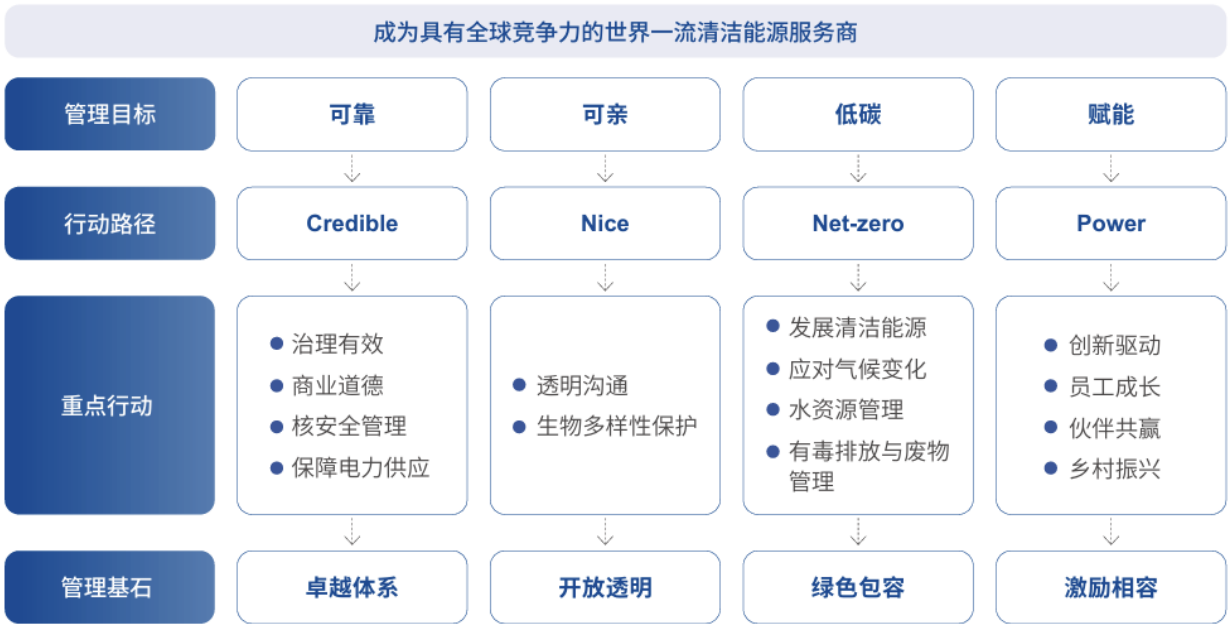 成为具有全球竞争力的世界一流清洁能源服务商
管理目标
可靠
可亲
低碳
赋能
行动路径
Credible
Nice
Net-zero
Power
重点行动
治理有效
商业道德
核安全管理
保障电力供应
透明沟通
生物多样性保护
发展清洁能源
应对气候变化
水资源管理
有毒排放与废物
管理
创新驱动
员工成长
伙伴共赢
乡村振兴
管理基石
卓越体系
开放透明
绿色包容
激励相容